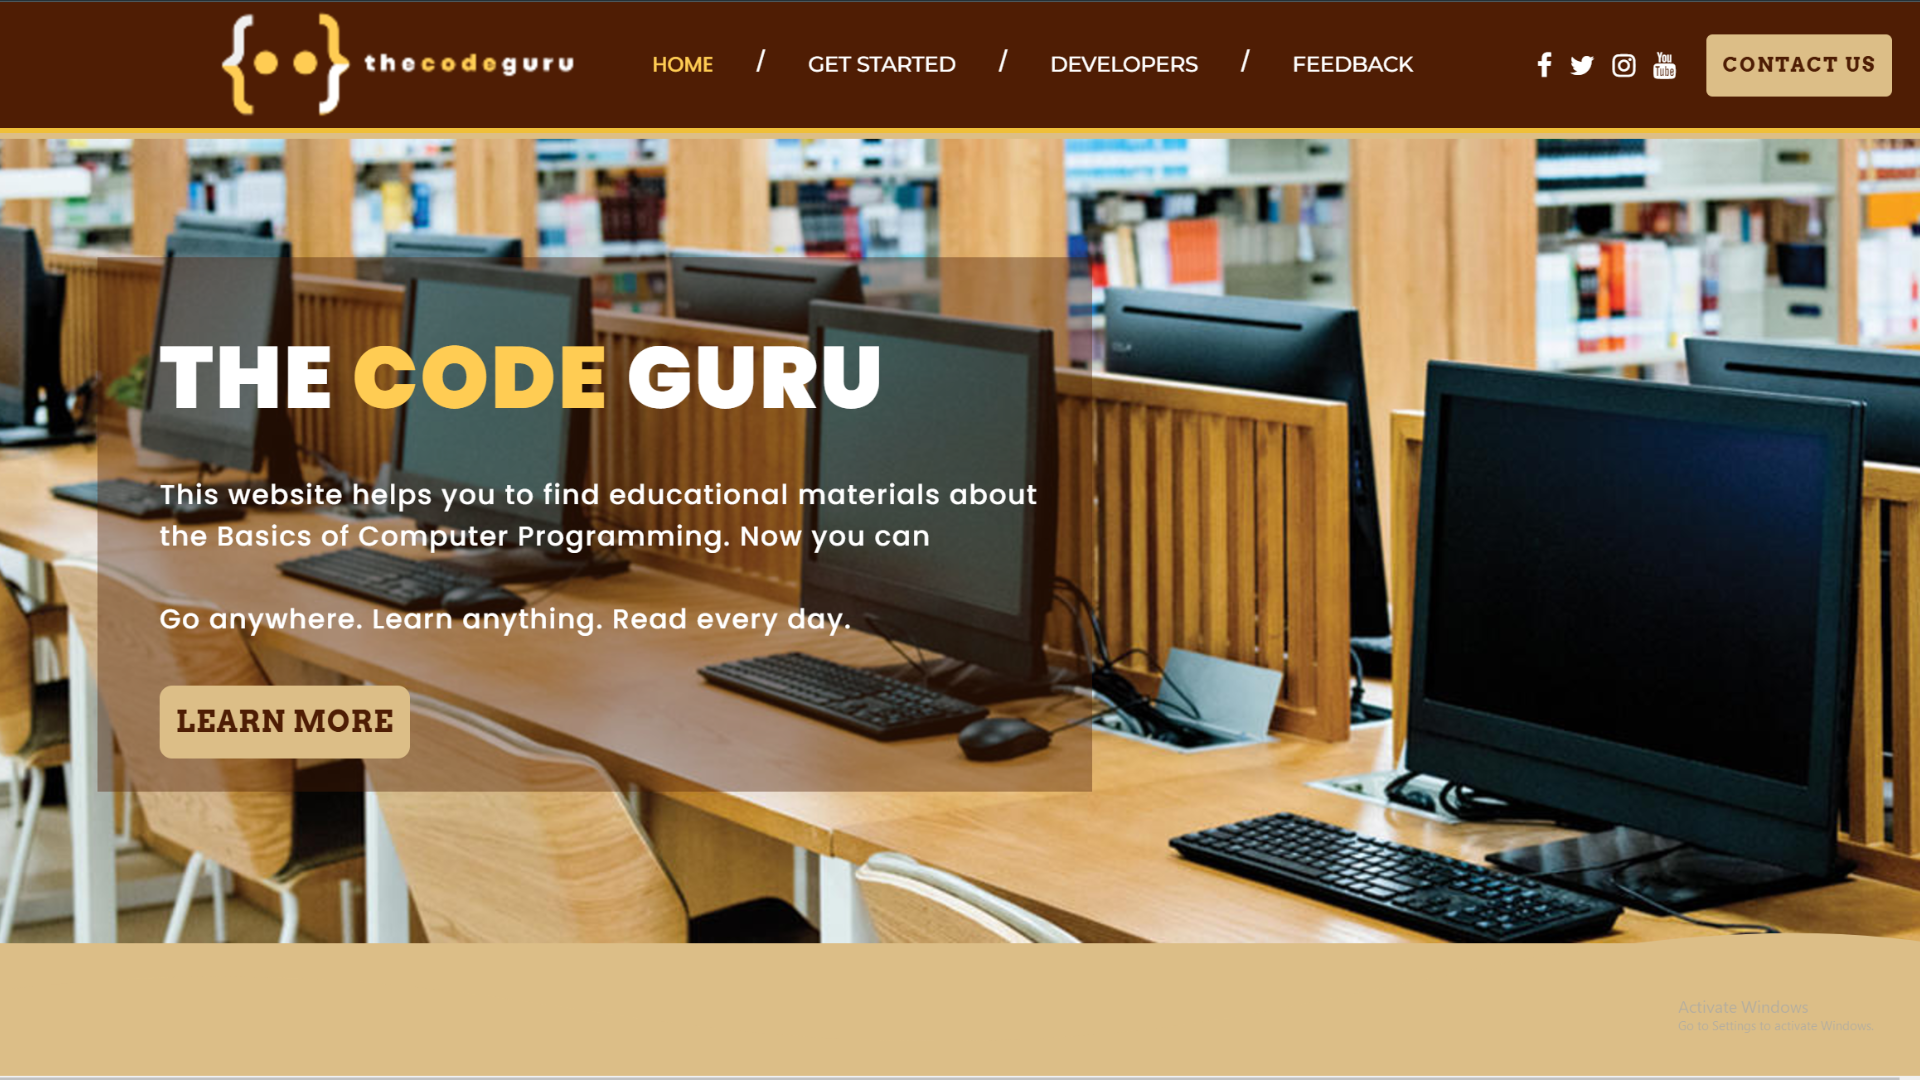 thecodeguru
HOME / GET STARTED / DEVELOPERS / FEEDBACK
You
Tube
CONTACT US
THE CODE GURU
This website helps you to find educational materials about
the Basics of Computer Programming. Now you can
Go anywhere. Learn anything. Read every day.
LEARN MORE
Activate Windows
Go to Settings to activate Windows.